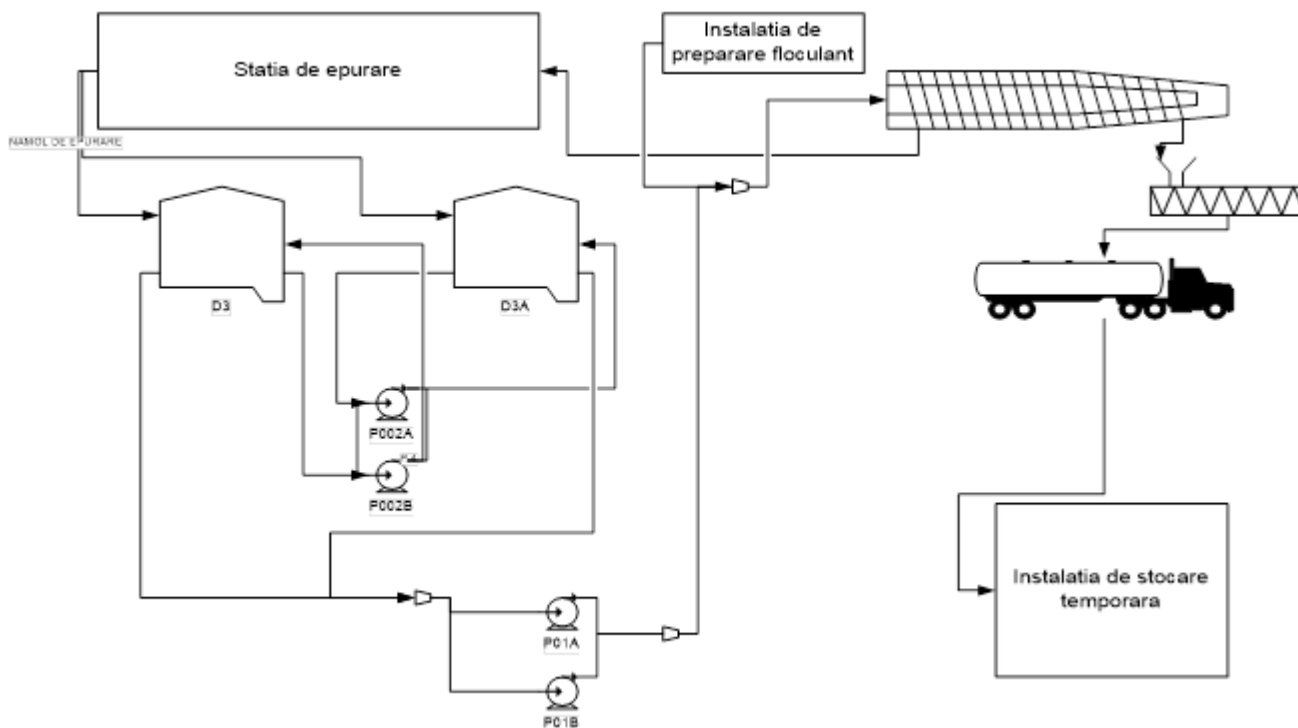 Instalatia de
preparare floculant
Statia de epurare
NAMOL DE EPURARE
D3
D3A
P002A
P002B
P01A
P01B
Instalatia de stocare
temporara